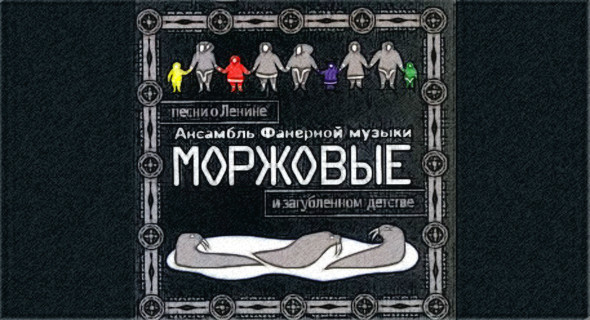 песни о Ленине
Ансамбль Фанерной музыки
МОРЖОВЫЕ
и загубленном детстве